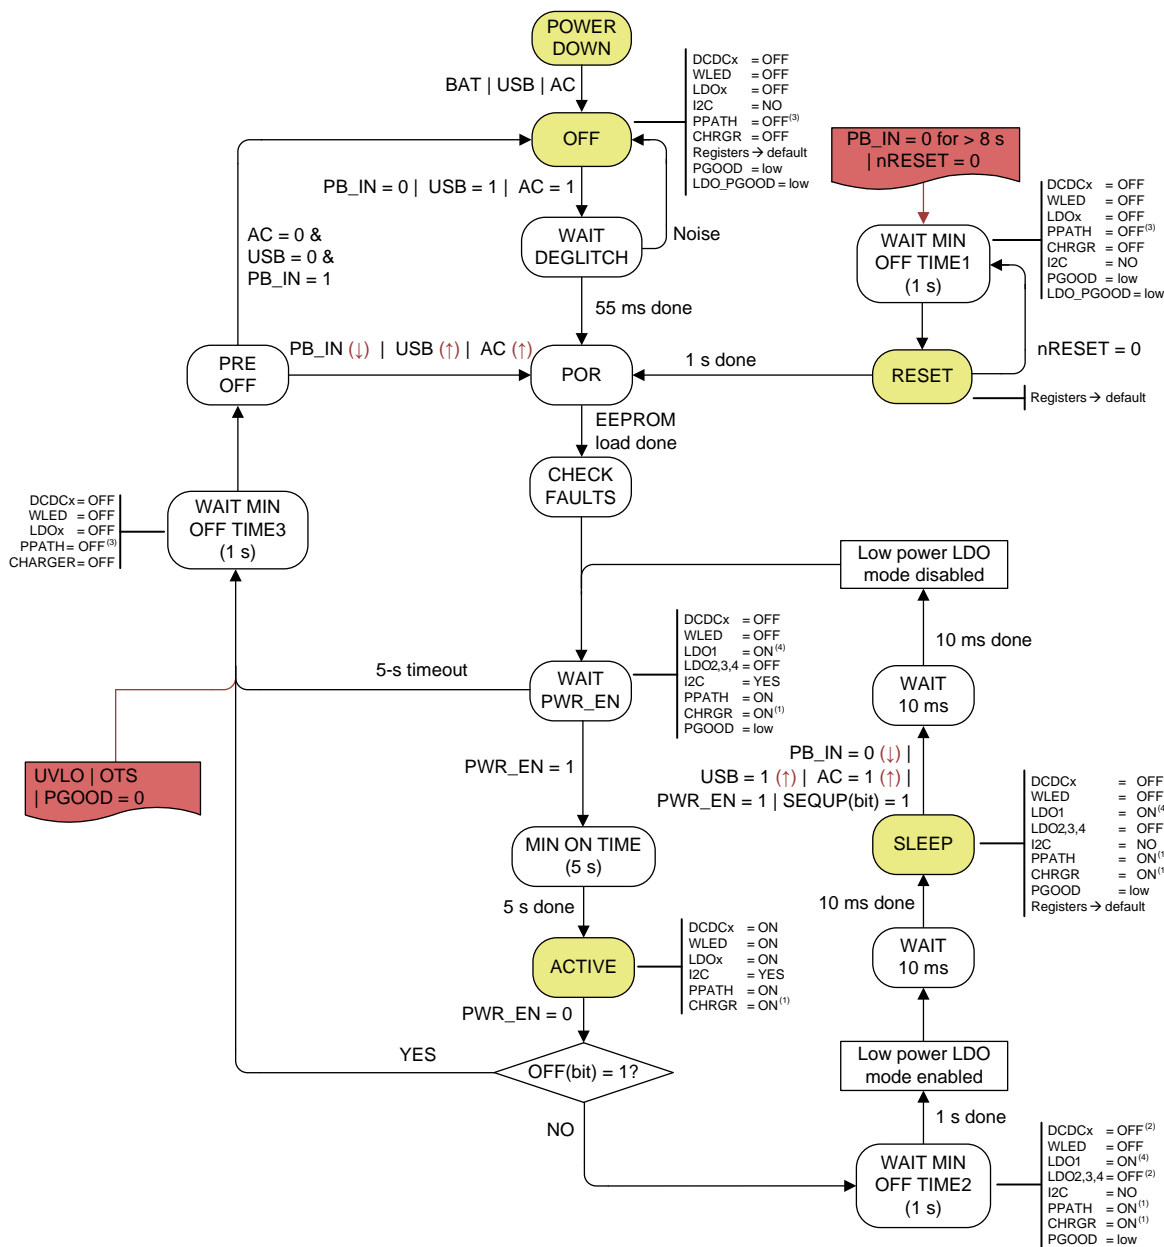 POWER
DOWN
BAT | USB | AC
DCDCx = OFF
WLED = OFF
LDOx = OFF
I2C = NO
PPATH = OFF(3)
CHRGR = OFF
Registers → default
PGOOD = low
LDO_PGOOD = low
OFF
PB_IN = 0 | USB = 1 | AC = 1
WAIT
DEGLITCH
Noise
55 ms done
PB_IN = 0 for > 8 s
| nRESET = 0
DCDCx = OFF
WLED = OFF
LDOx = OFF
PPATH = OFF(3)
CHRGR = OFF
I2C = NO
PGOOD = low
LDO_PGOOD = low
WAIT MIN
OFF TIME1
(1 s)
nRESET = 0
RESET
Registers → default
1 s done
AC = 0 &
USB = 0 &
PB_IN = 1
PRE
OFF
PB_IN (↓) | USB (↑) | AC (↑)
POR
EEPROM
load done
CHECK
FAULTS
DCDCx = OFF
WLED = OFF
LDOx = OFF
PPATH = OFF(3)
CHARGER = OFF
WAIT MIN
OFF TIME3
(1 s)
Low power LDO
mode disabled
10 ms done
WAIT
10 ms
5-s timeout
WAIT
PWR_EN
DCDCx = OFF
WLED = OFF
LDO1 = ON(4)
LDO2,3,4 = OFF
I2C = YES
PPATH = ON
CHRGR = ON(1)
PGOOD = low
UVLO | OTS
| PGOOD = 0
PWR_EN = 1
PB_IN = 0 (↓) |
USB = 1 (↑) | AC = 1 (↑) |
PWR_EN = 1 | SEQUP(bit) = 1
MIN ON TIME
(5 s)
5 s done
SLEEP
DCDCx = OFF
WLED = OFF
LDO1 = ON(4
LDO2,3,4 = OFF
I2C = NO
PPATH = ON(1
CHRGR = ON(1
PGOOD = low
Registers → default
10 ms done
WAIT
10 ms
ACTIVE
DCDCx = ON
WLED = ON
LDOx = ON
I2C = YES
PPATH = ON
CHRGR = ON(1)
PWR_EN = 0
YES
OFF(bit) = 1?
NO
Low power LDO
mode enabled
1 s done
WAIT MIN
OFF TIME2
(1 s)
DCDCx = OFF(2)
WLED = OFF
LDO1 = ON(4)
LDO2,3,4 = OFF(2)
I2C = NO
PPATH = ON(1)
CHRGR = ON(1)
PGOOD = low